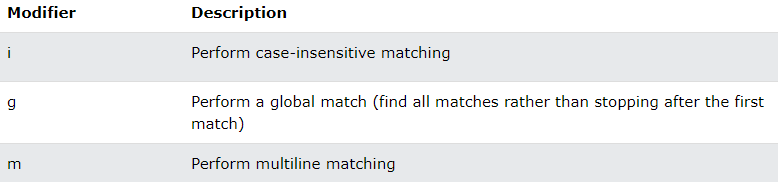 Modifier Description
i Perform case-insensitive matching
g Perform a global match (find all matches rather than stopping after the first
match)
m Perform multiline matching